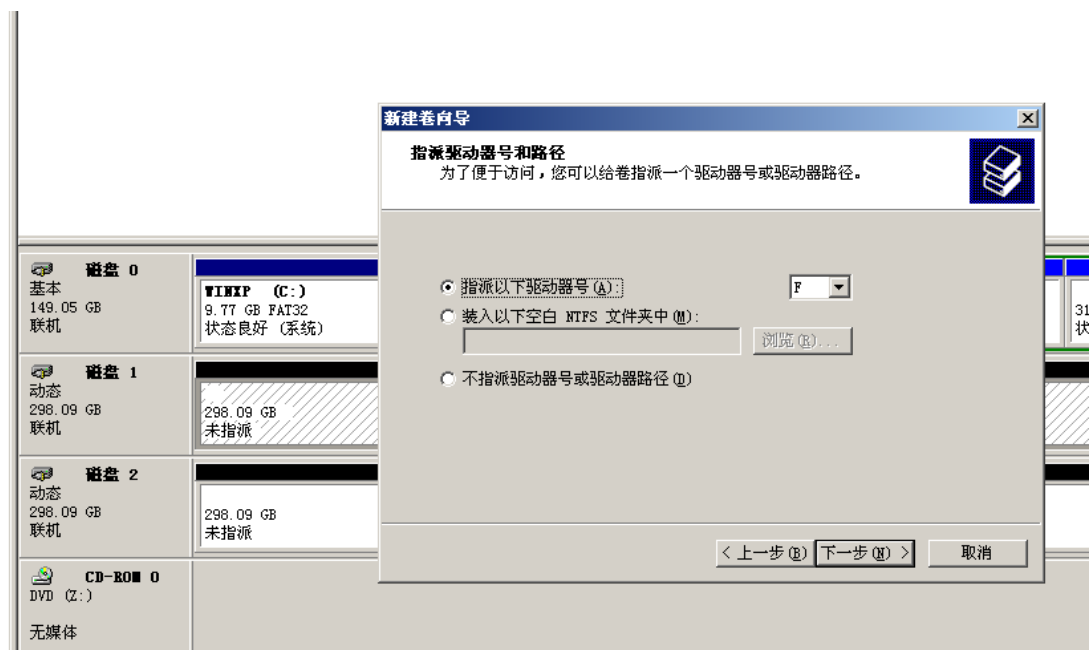 新建卷向导
指派驱动器号和路径
为了便于访问，您可以给卷指派一个驱动器号或驱动器路径。
指派以下驱动器号(A):
F
装入以下空白 NTFS 文件夹中(M):
浏览(R)...
不指派驱动器号或驱动器路径(D)
<上一步(B)
下一步(N)>
取消
磁盘 0
基本
149.05 GB
联机
WINXP (C:)
9.77 GB FAT32
状态良好 (系统)
31
状
磁盘 1
动态
298.09 GB
联机
298.09 GB
未指派
磁盘 2
动态
298.09 GB
联机
298.09 GB
未指派
CD-ROM 0
DVD (Z:)
无媒体